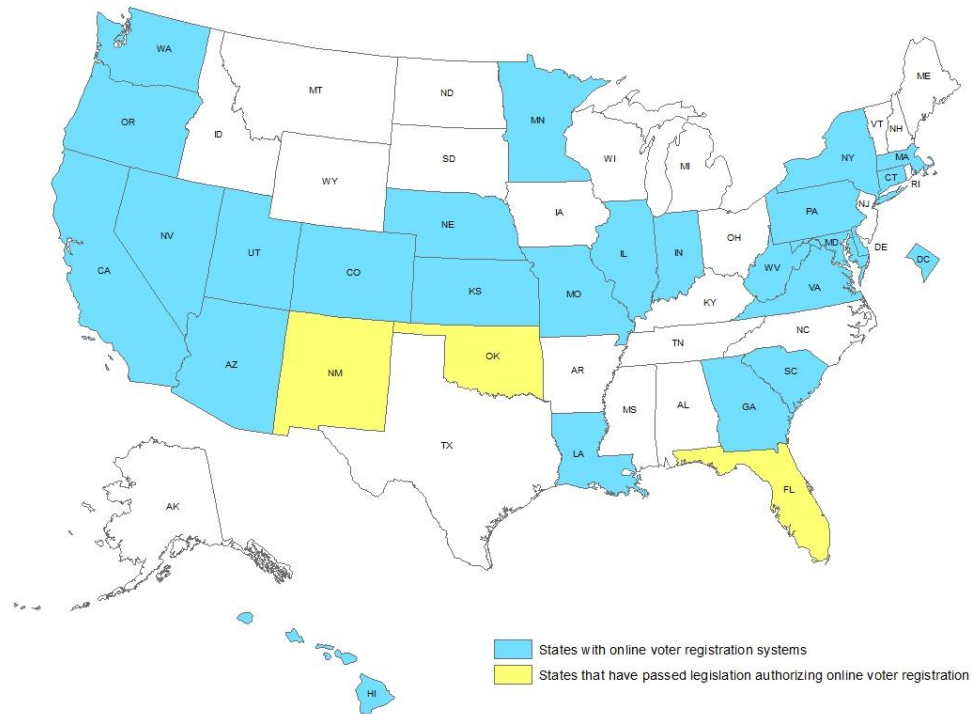 WA
MT
ND
MN
ME
OR
ID
SD
WI
MI
VT
NH
NY
MA
CT
RI
WY
IA
NE
PA
NJ
NV
UT
CO
IL
IN
OH
MD
DE
DC
CA
KS
MO
WV
VA
KY
NC
TN
AZ
NM
OK
AR
SC
MS
AL
GA
TX
LA
FL
AK
HI
States with online voter registration systems
States that have passed legislation authorizing online voter registration